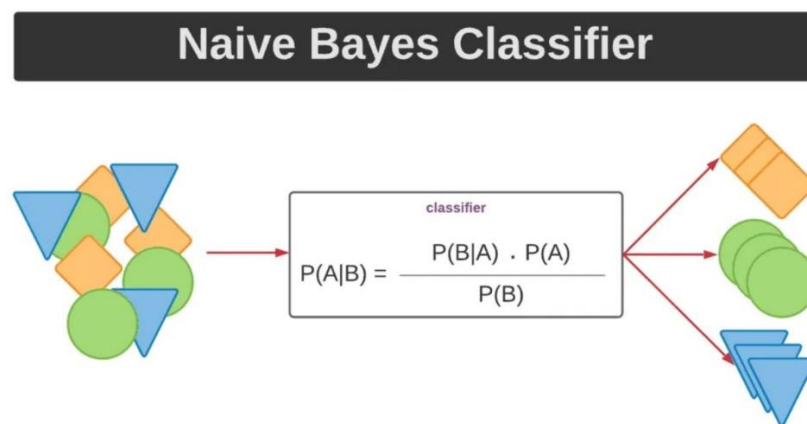 Naive Bayes Classifier
classifier
P(A|B) = P(B|A) . P(A)
P(B)